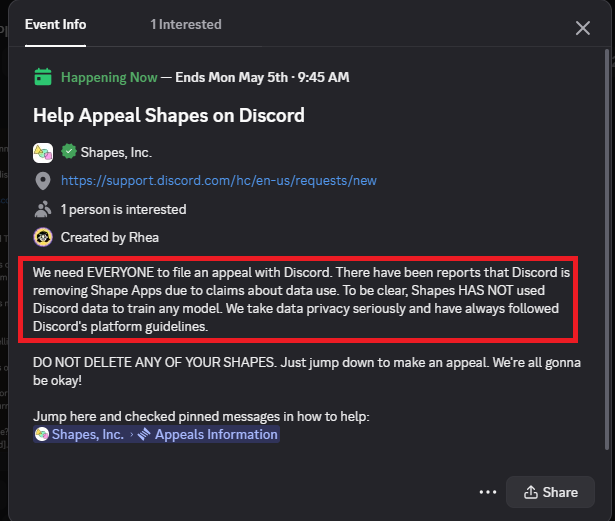 Event Info
1 Interested
Happening Now — Ends Mon May 5th · 9:45 AM
Help Appeal Shapes on Discord
Shapes, Inc.
https://support.discord.com/hc/en-us/requests/new
1 person is interested
Created by Rhea
We need EVERYONE to file an appeal with Discord. There have been reports that Discord is
removing Shape Apps due to claims about data use. To be clear, Shapes HAS NOT used
Discord data to train any model. We take data privacy seriously and have always followed
Discord's platform guidelines.
DO NOT DELETE ANY OF YOUR SHAPES. Just jump down to make an appeal. We're all gonna
be okay!
Jump here and checked pinned messages in how to help:
Shapes, Inc. › Appeals Information
Share